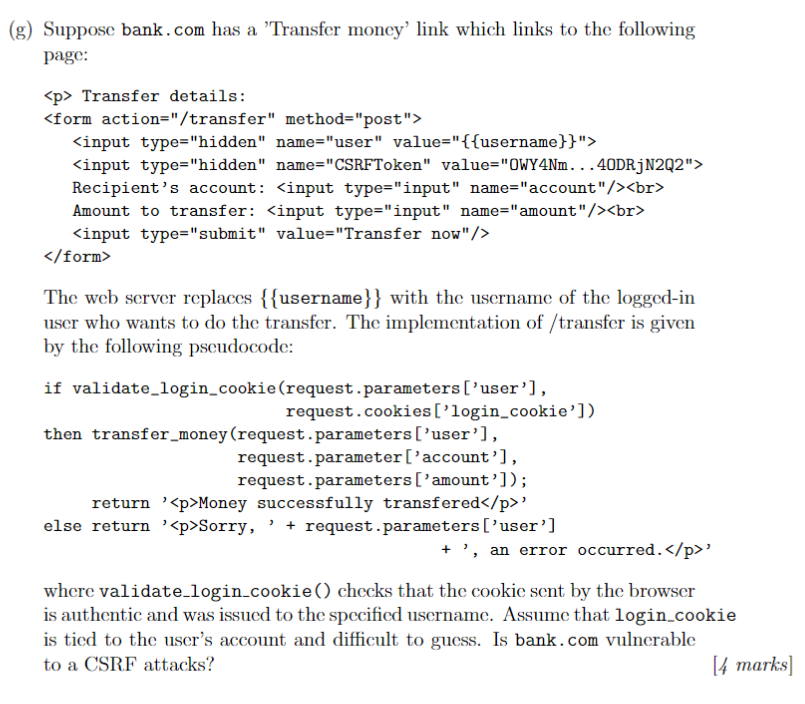 (g) Suppose bank.com has a ’Transfer money’ link which links to the following
page:
<p> Transfer details:
<form action="/transfer" method="post">
<input type="hidden" name="user" value="{{username}}">
<input type="hidden" name="CSRFToken" value="OWY4Nm...4ODRjN2Q2">
Recipient’s account: <input type="input" name="account"/><br>
Amount to transfer: <input type="input" name="amount"/><br>
<input type="submit" value="Transfer now"/>
</form>
The web server replaces {{username}} with the username of the logged-in
user who wants to do the transfer. The implementation of /transfer is given
by the following pseudocode:
if validate_login_cookie(request.parameters[’user’],
request.cookies[’login_cookie’])
then transfer_money(request.parameters[’user’],
request.parameter[’account’],
request.parameters[’amount’]);
return ’<p>Money successfully transfered</p>’
else return ’<p>Sorry, ’ + request.parameters[’user’]
+ ’, an error occurred.</p>’
where validate_login_cookie() checks that the cookie sent by the browser
is authentic and was issued to the specified username. Assume that login_cookie
is tied to the user’s account and difficult to guess. Is bank.com vulnerable
to a CSRF attacks? [4 marks]